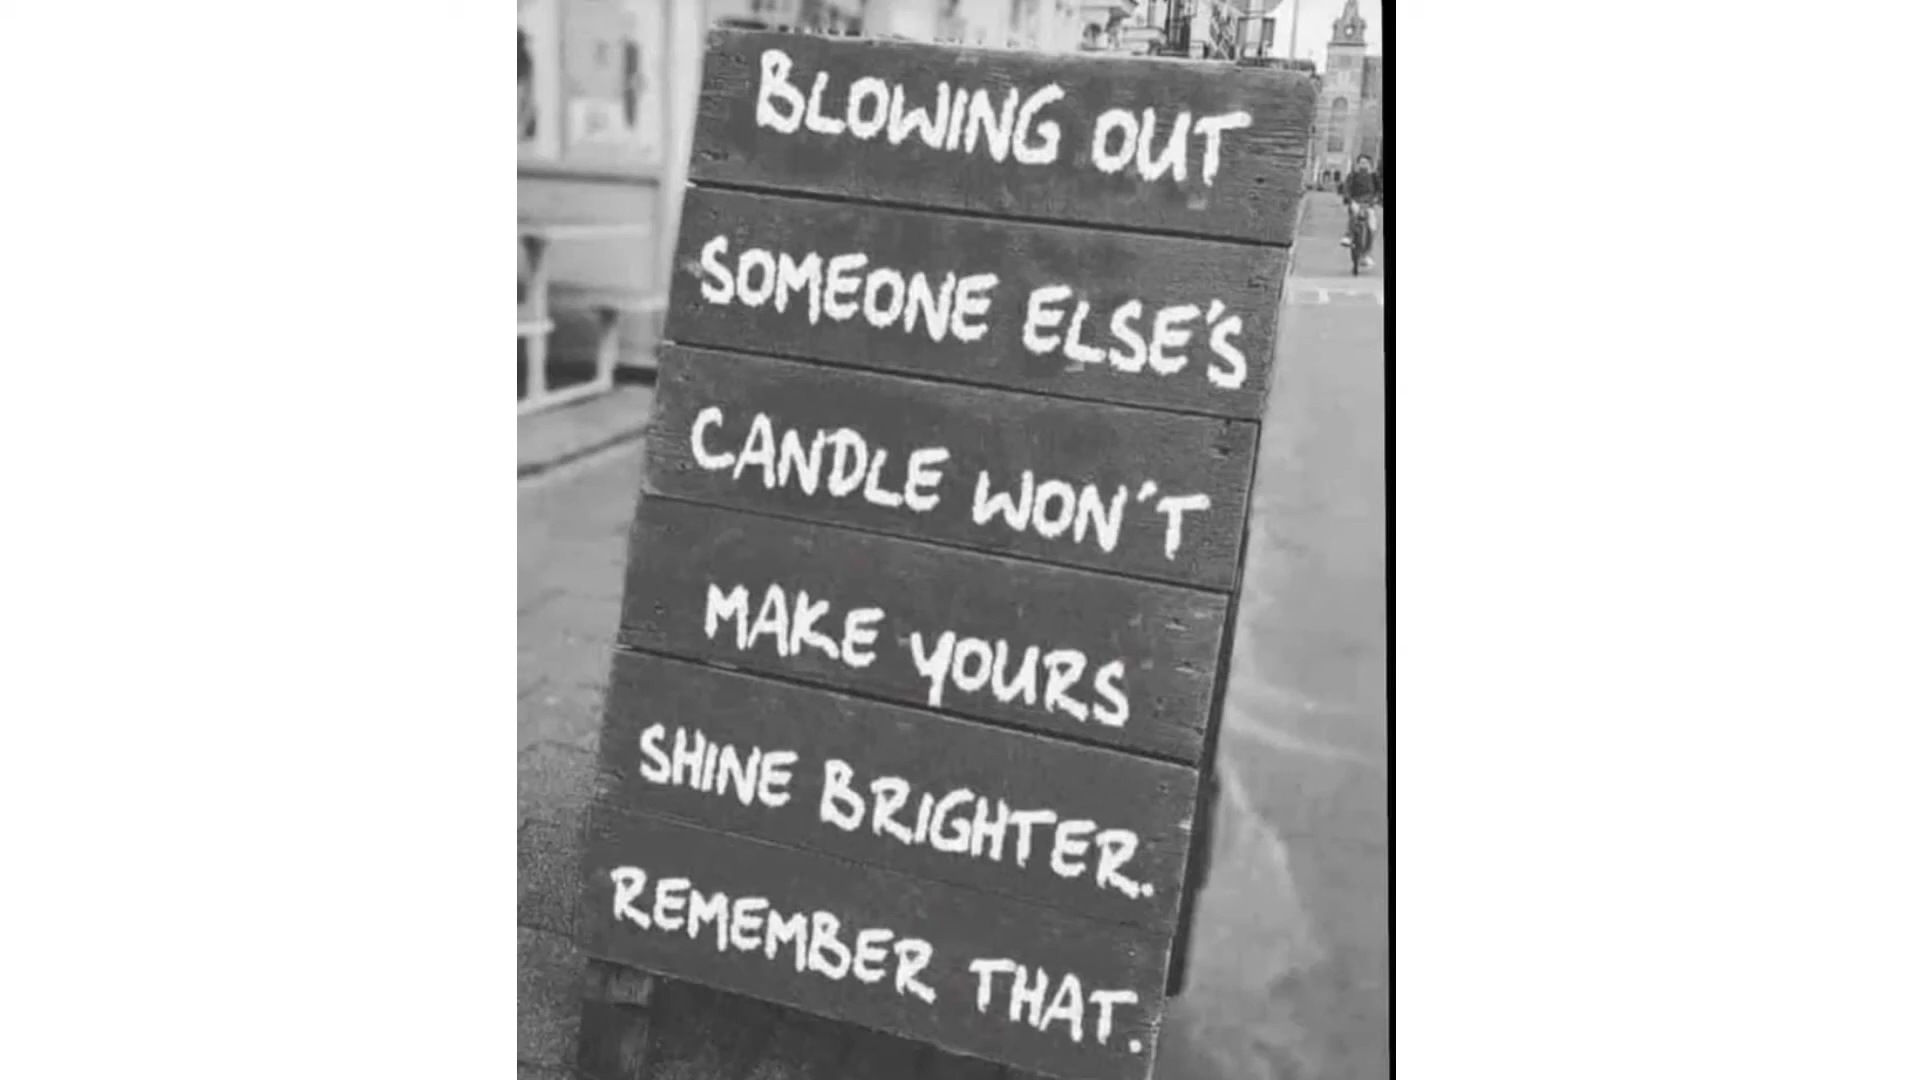 BLOWING OUT
SOMEONE ELSE'S
CANDLE WON'T
MAKE YOURS
SHINE BRIGHTER.
REMEMBER THAT.